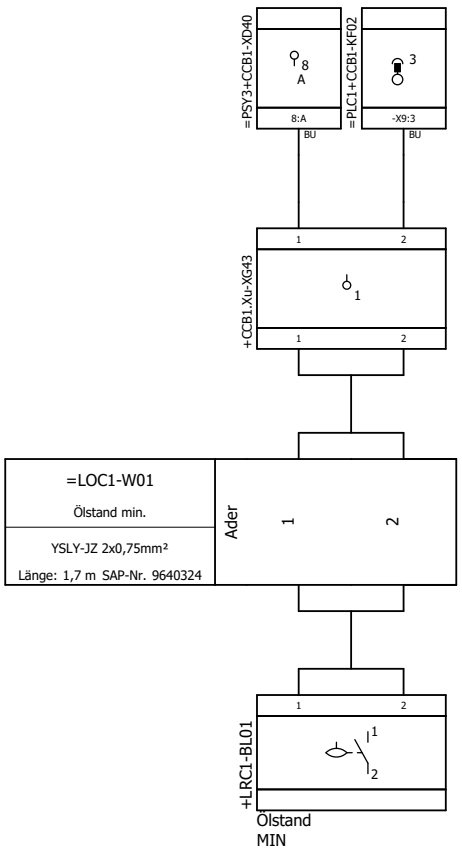 =PSY3+CCB1-XD40
8
A
8:A
BU
=PLC1+CCB1-KF02
3
-X9:3
BU
+CCB1.Xu-XG43
1
2
1
1
2
=LOC1-W01
Ölstand min.
YSLY-JZ 2x0,75mm²
Länge: 1,7 m SAP-Nr. 9640324
Ader
1
2
+LRC1-BL01
1
2
1
2
Ölstand
MIN